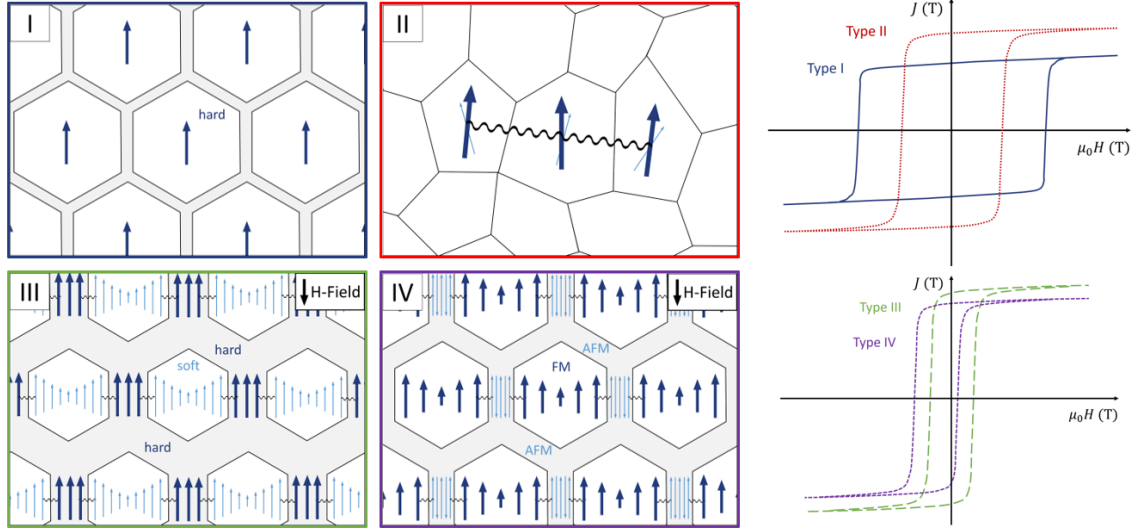 I
hard
II
J (T)
Type II
Type I
μ₀H (T)
III
H-Field
hard
soft
hard
IV
H-Field
AFM
FM
AFM
J (T)
Type III
Type IV
μ₀H (T)